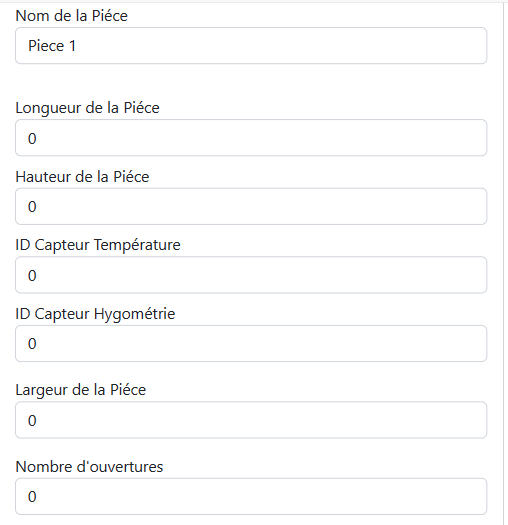 Nom de la Piéce
Piece 1
Longueur de la Piéce
0
Hauteur de la Piéce
0
ID Capteur Température
0
ID Capteur Hygométrie
0
Largeur de la Piéce
0
Nombre d'ouvertures
0